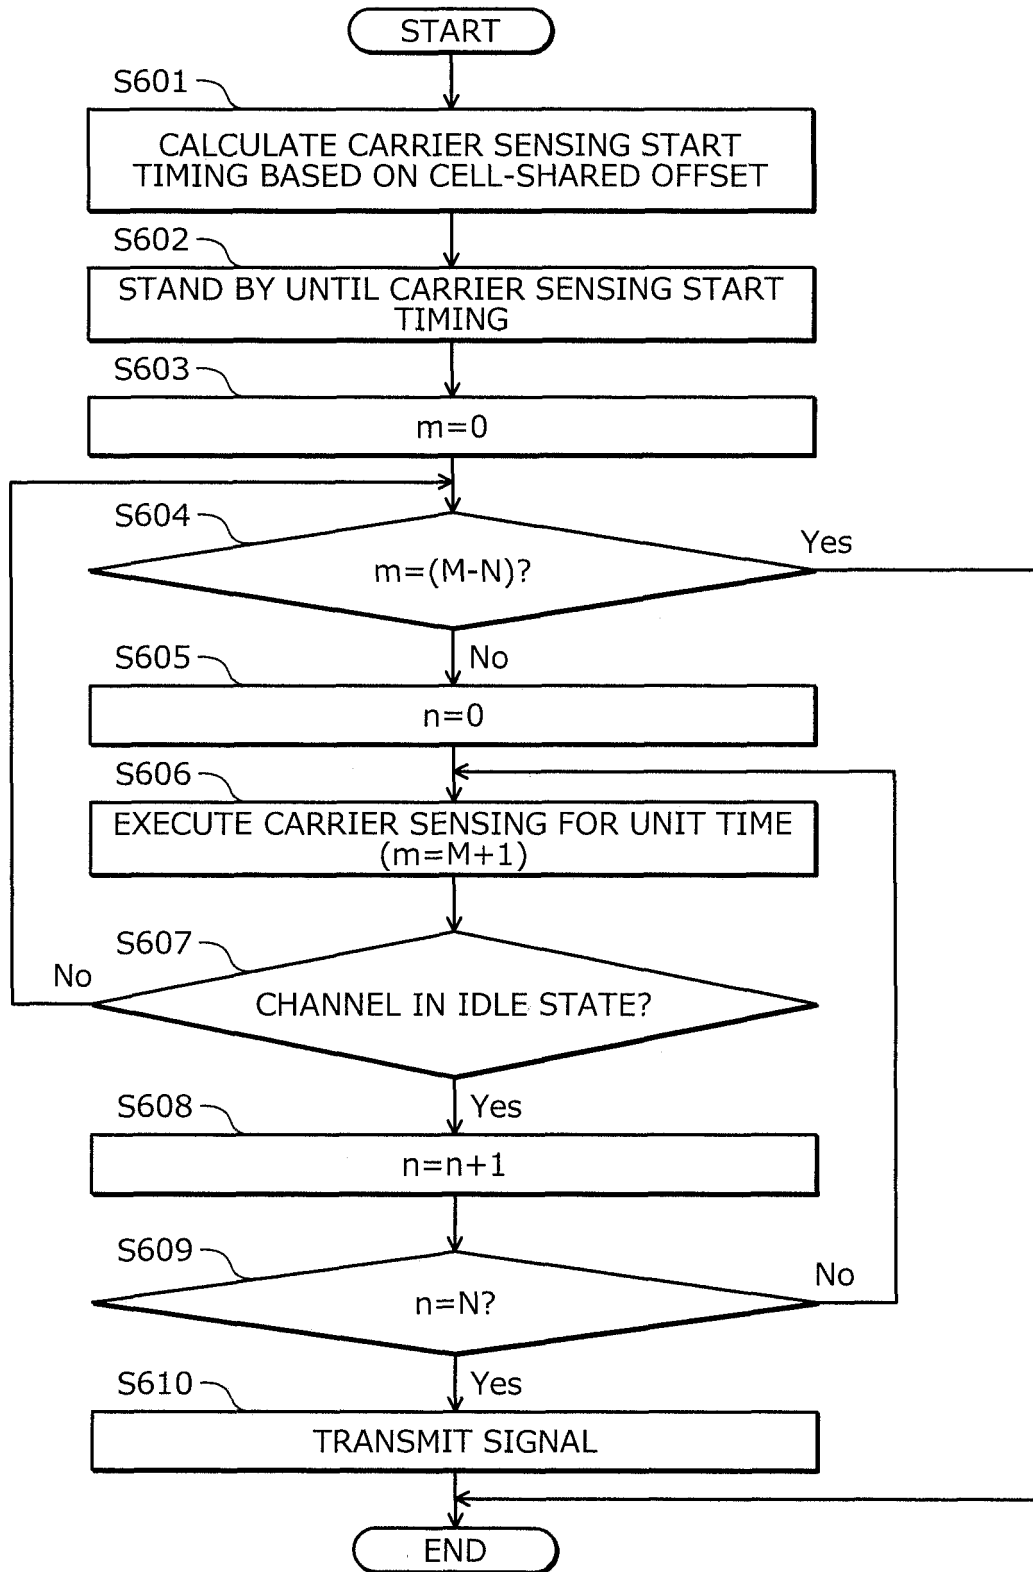 START
S601
CALCULATE CARRIER SENSING START
TIMING BASED ON CELL-SHARED OFFSET
S602
STAND BY UNTIL CARRIER SENSING START
TIMING
S603
m=0
S604
m=(M-N)?
Yes
No
S605
n=0
S606
EXECUTE CARRIER SENSING FOR UNIT TIME
(m=M+1)
S607
No
CHANNEL IN IDLE STATE?
Yes
S608
n=n+1
S609
n=N?
No
Yes
S610
TRANSMIT SIGNAL
END